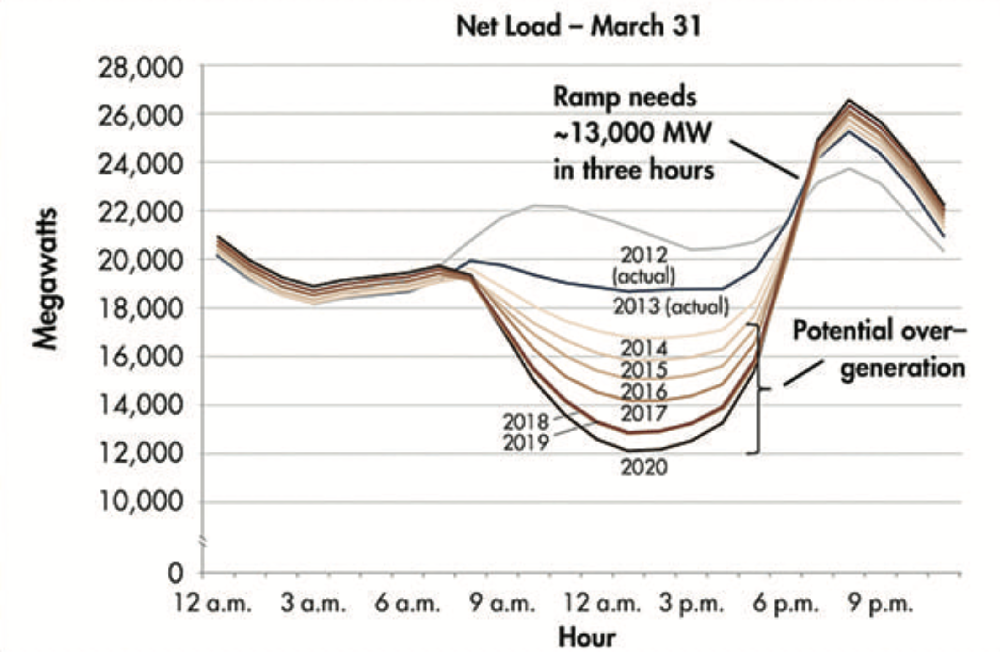 Net Load – March 31
28,000
26,000
24,000
22,000
20,000
18,000
16,000
14,000
12,000
10,000
0
Megawatts
Ramp needs
~13,000 MW
in three hours
2012
(actual)
2013 (actual)
2014
2015
2016
2017
2018
2019
2020
Potential over–
generation
12 a.m. 3 a.m. 6 a.m. 9 a.m. 12 a.m. 3 p.m. 6 p.m. 9 p.m.
Hour